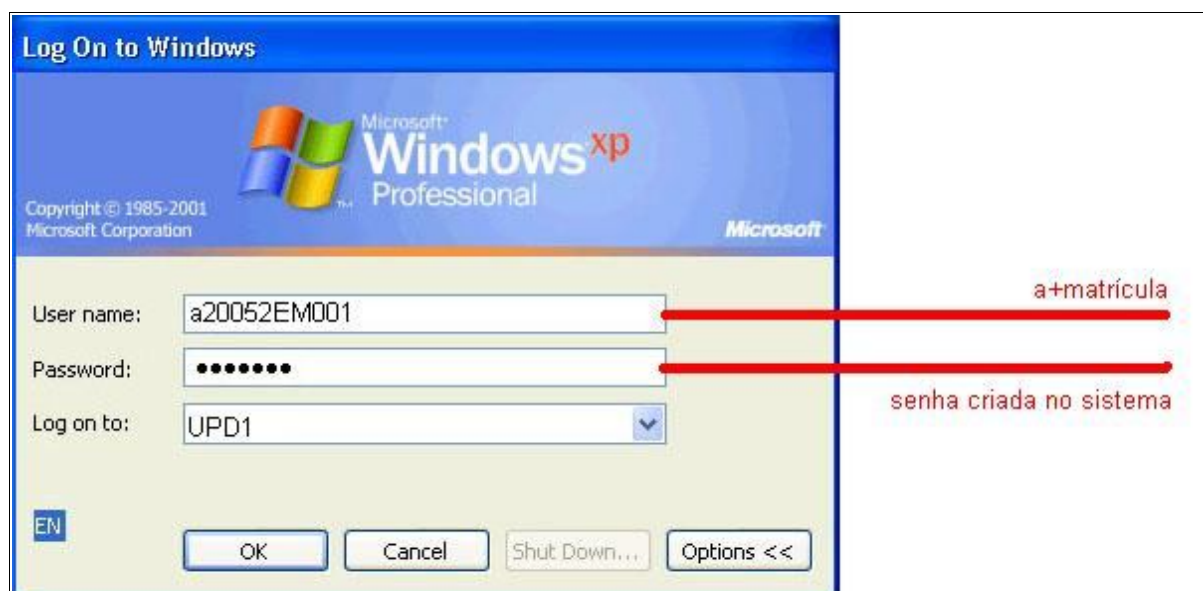 Log On to Windows
Microsoft
Windows xp
Professional
Copyright © 1985-2001
Microsoft Corporation
Microsoft
a+matrícula
User name: a20052EM001
Password: •••••••
senha criada no sistema
Log on to: UPD1
EN
OK Cancel Shut Down... Options <<